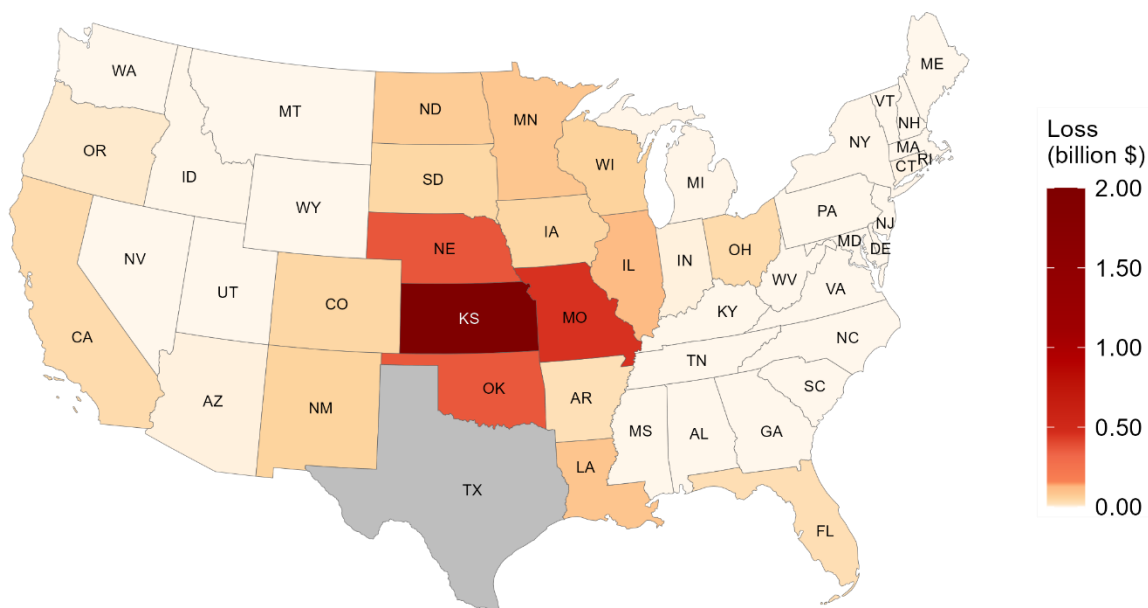 WA
ME
MT
ND
MN
VT
NH
OR
NY
MA
CT
RI
ID
SD
WI
MI
WY
PA
NJ
NE
IA
OH
MD
DE
NV
IL
IN
WV
UT
CO
VA
KS
MO
KY
CA
NC
TN
OK
AR
SC
AZ
NM
MS
AL
GA
LA
TX
FL
Loss
(billion $)
2.00
1.50
1.00
0.50
0.00